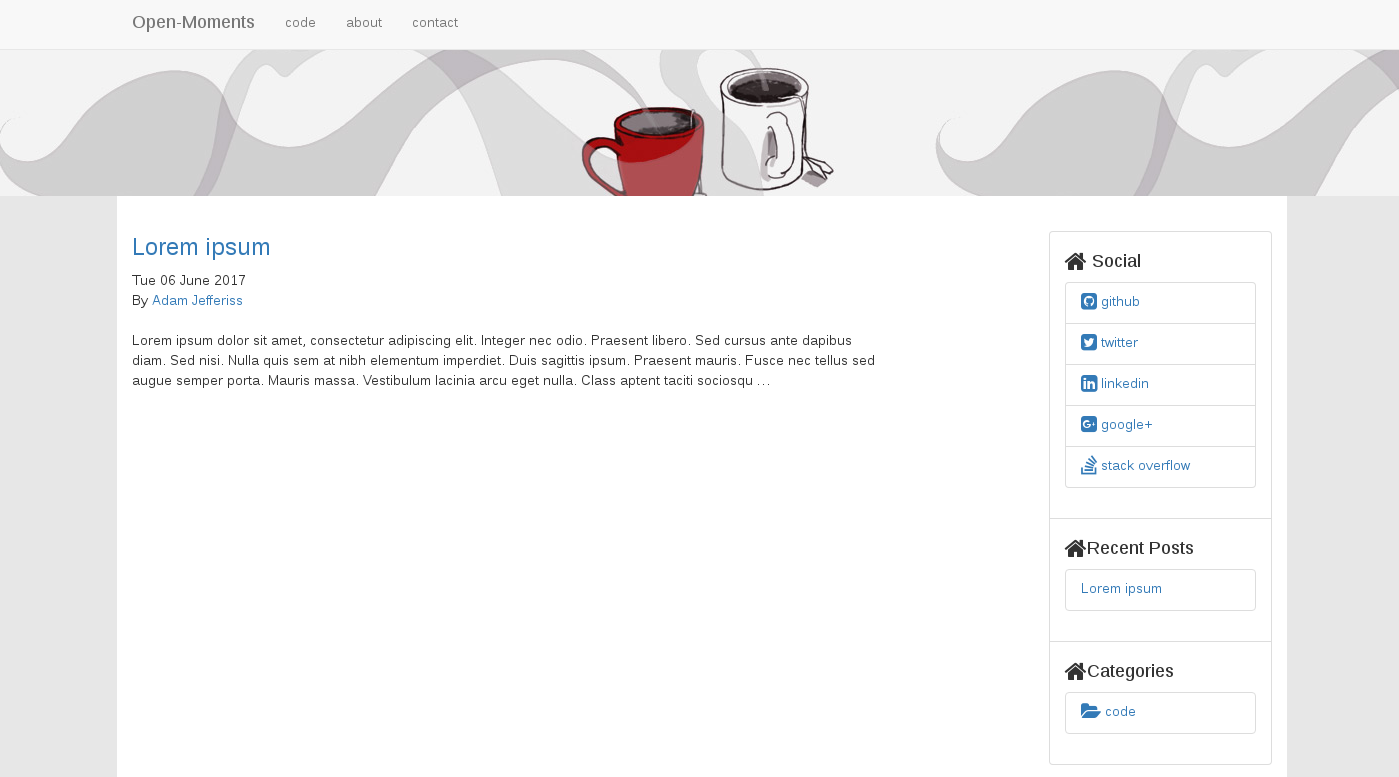 Open-Moments code about contact
Lorem ipsum
Tue 06 June 2017
By Adam Jefferiss
Lorem ipsum dolor sit amet, consectetur adipiscing elit. Integer nec odio. Praesent libero. Sed cursus ante dapibus
diam. Sed nisi. Nulla quis sem at nibh elementum imperdiet. Duis sagittis ipsum. Praesent mauris. Fusce nec tellus sed
augue semper porta. Mauris massa. Vestibulum lacinia arcu eget nulla. Class aptent taciti sociosqu …
Social
github
twitter
linkedin
google+
stack overflow
Recent Posts
Lorem ipsum
Categories
code